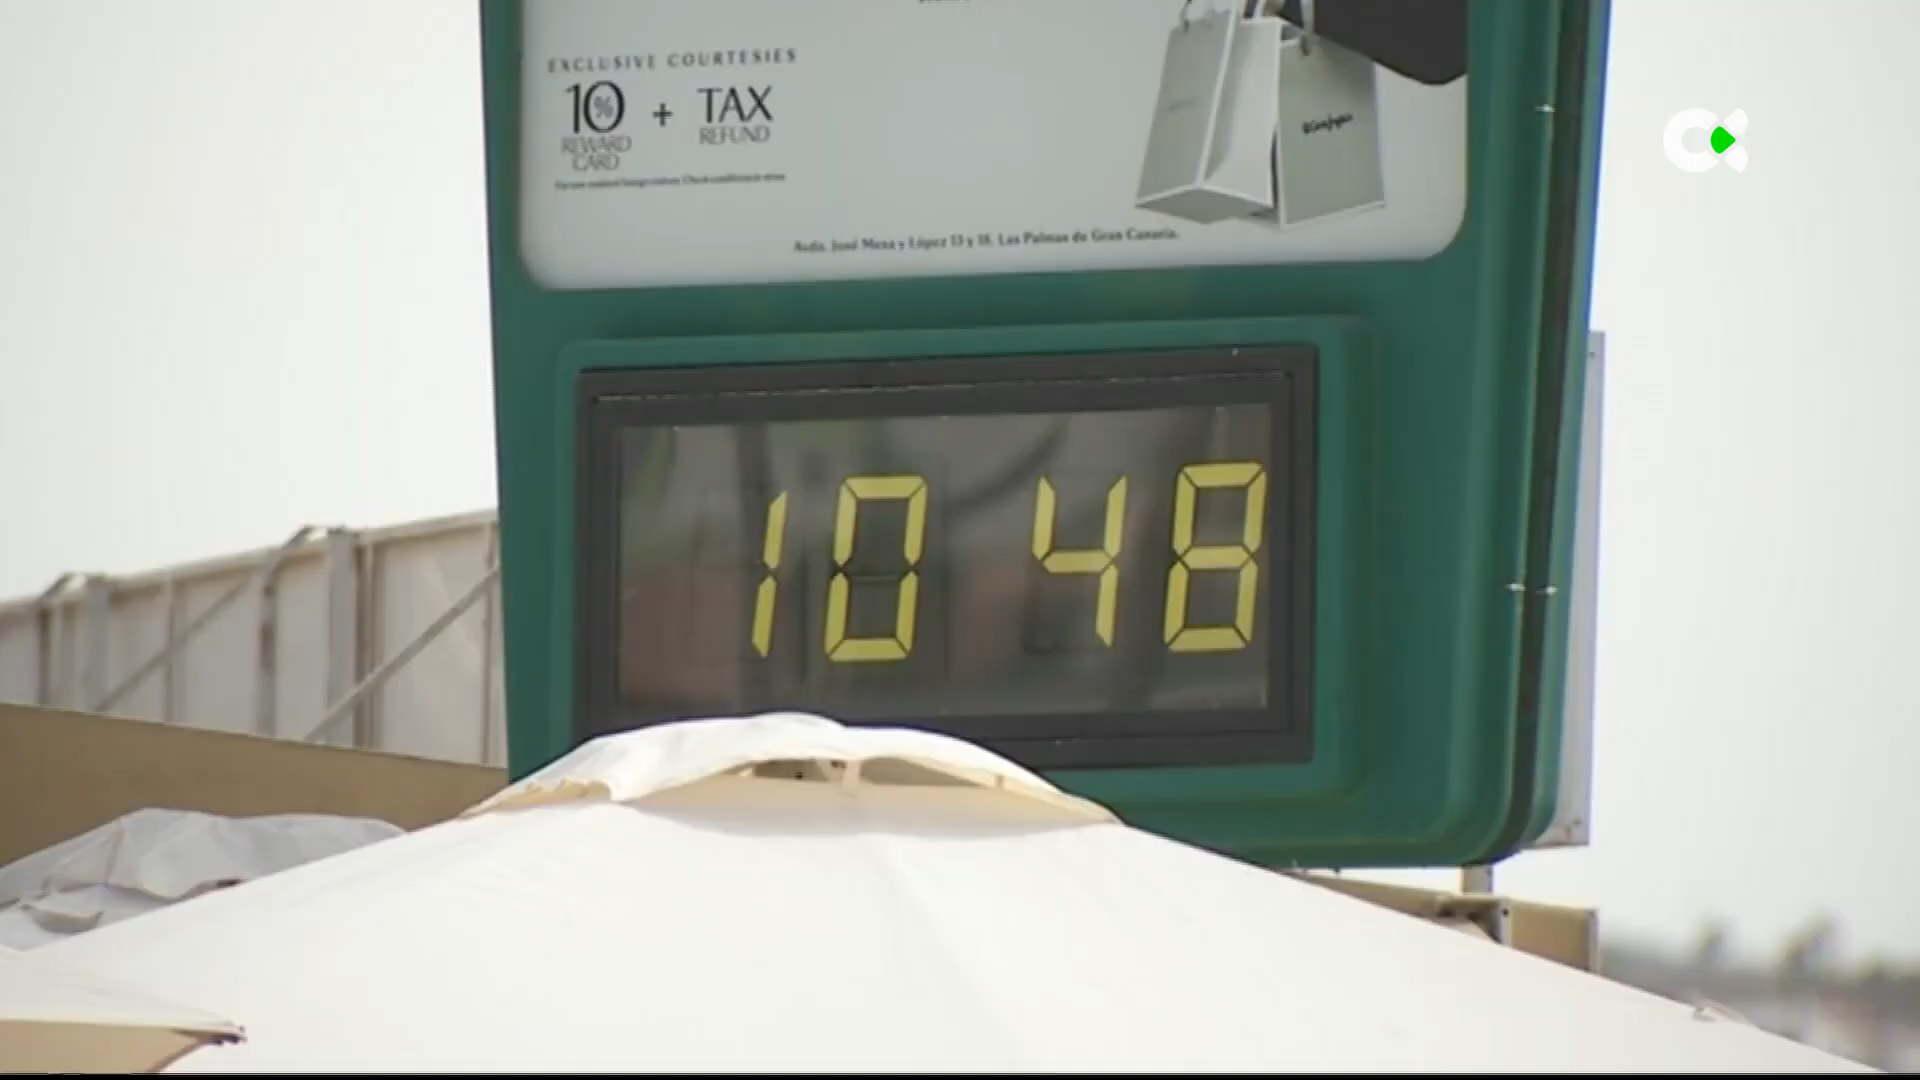 EXCLUSIVE COURTESIES
10% + TAX
REWARD REFUND
CARD
Avda. José Mesa y López 13 y 18. Las Palmas de Gran Canaria.
10 48